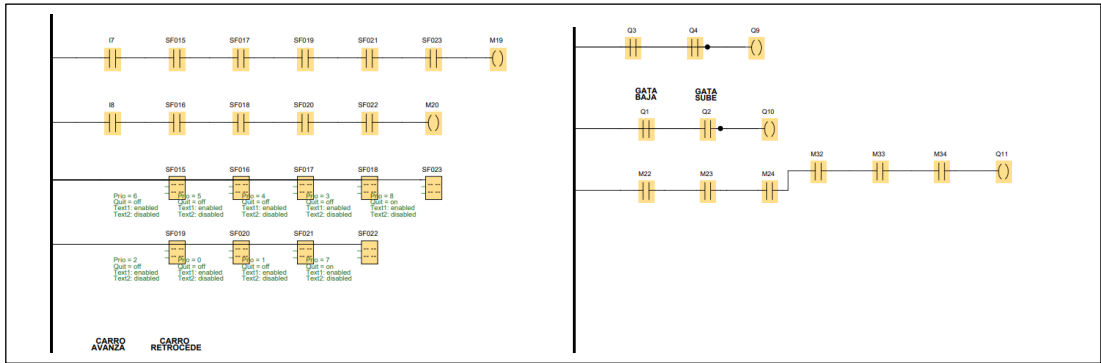 I7 SF015 SF017 SF019 SF021 SF023 M19
I8 SF016 SF018 SF020 SF022 M20
SF015 SF016 SF017 SF018 SF023
Prio = 6 Prio = 5 Prio = 4 Prio = 3 Prio = 8
Quit = off Quit = off Quit = off Quit = off Quit = on
Text1: enabled Text1: enabled Text1: enabled Text1: enabled Text1: enabled
Text2: disabled Text2: disabled Text2: disabled Text2: disabled Text2: disabled
SF019 SF020 SF021 SF022
Prio = 2 Prio = 0 Prio = 1 Prio = 7
Quit = off Quit = off Quit = off Quit = on
Text1: enabled Text1: enabled Text1: enabled Text1: enabled
Text2: disabled Text2: disabled Text2: disabled Text2: disabled
CARRO CARRO
AVANZA RETROCEDE
Q3 Q4 Q9
GATA GATA
BAJA SUBE
Q1 Q2 Q10
M32 M33 M34 Q11
M22 M23 M24